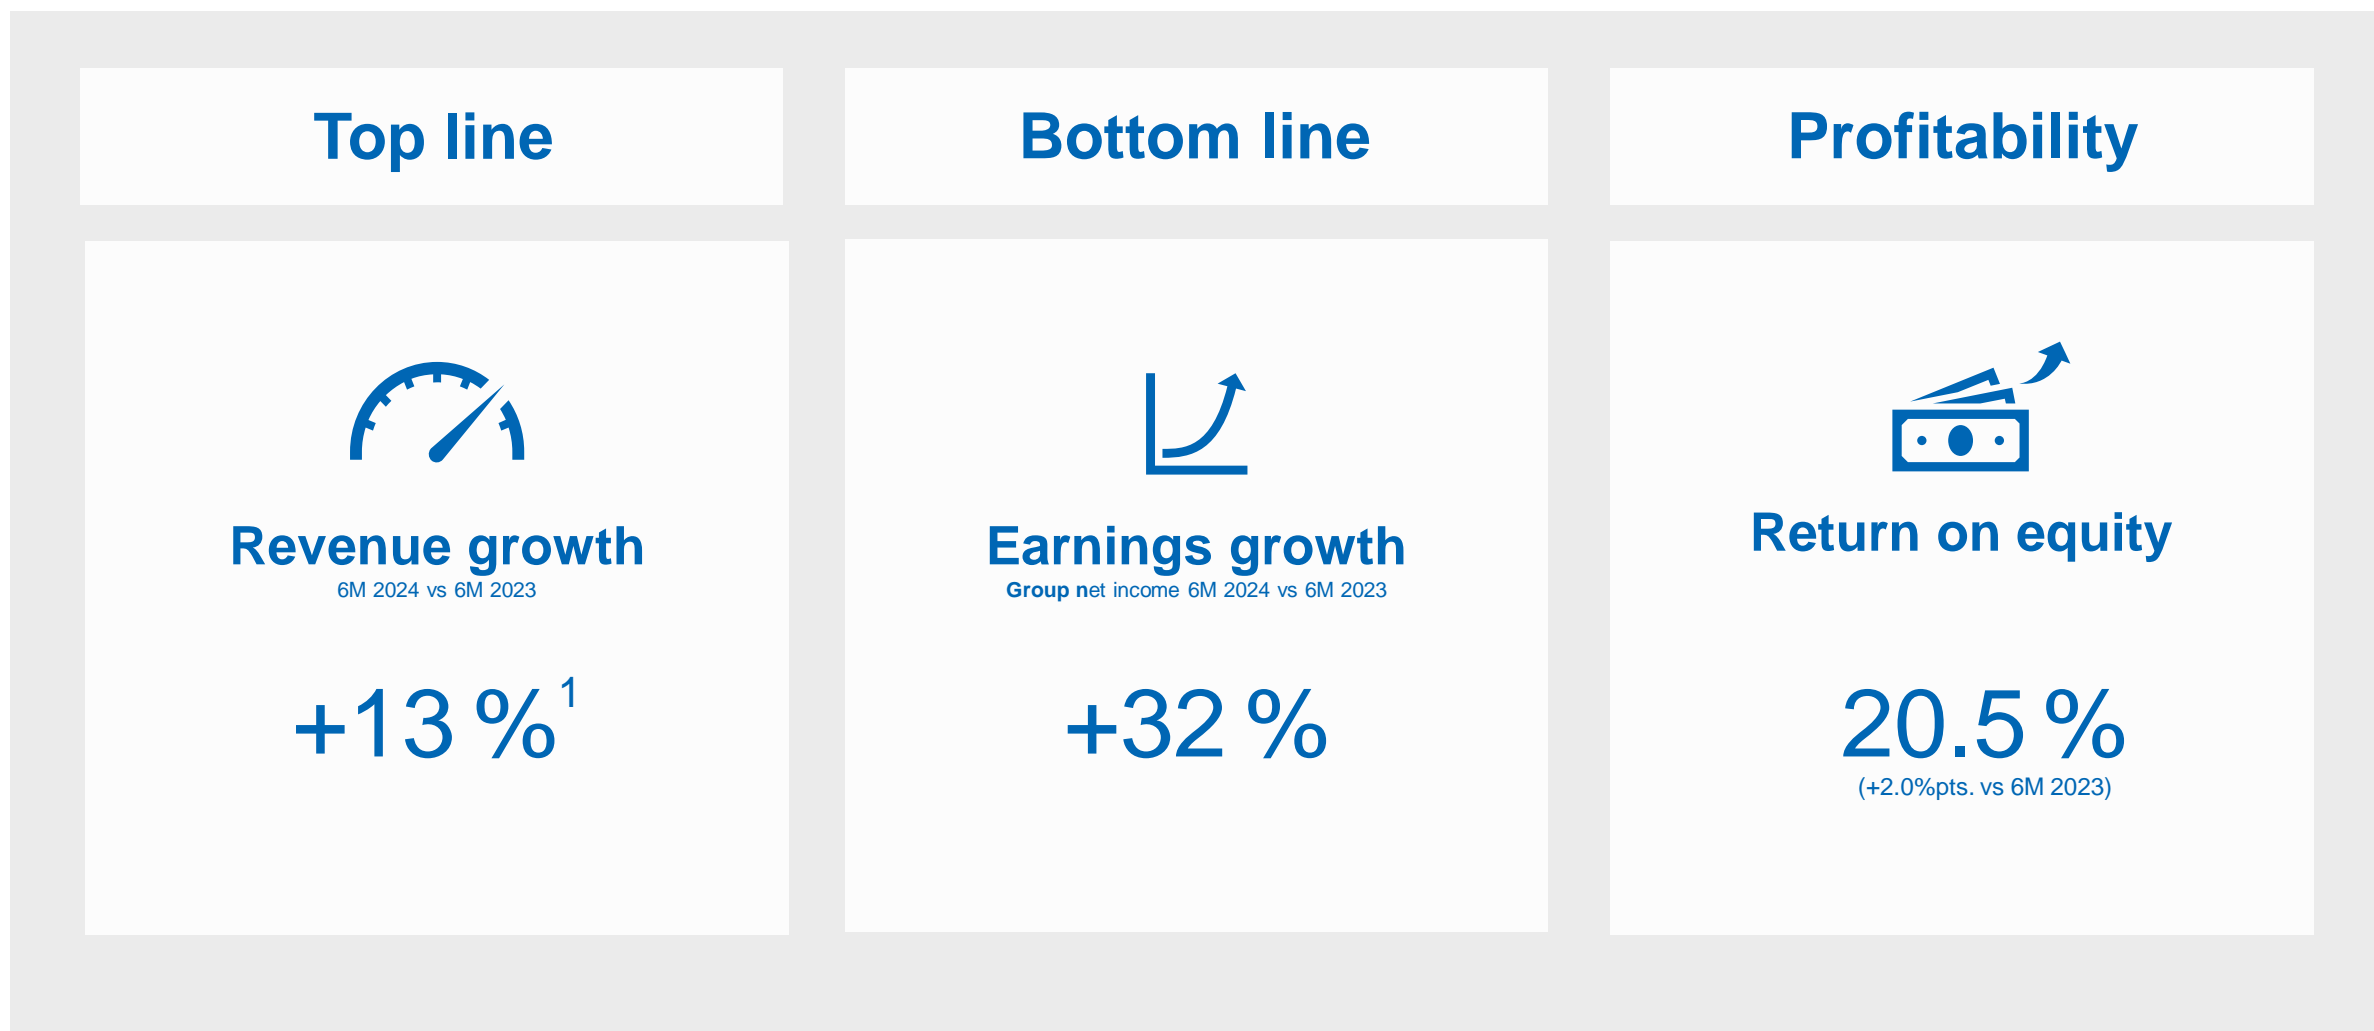 Top line
Bottom line
Profitability
Revenue growth
6M 2024 vs 6M 2023
+13 %¹
Earnings growth
Group net income 6M 2024 vs 6M 2023
+32 %
Return on equity
20.5 %
(+2.0%pts. vs 6M 2023)